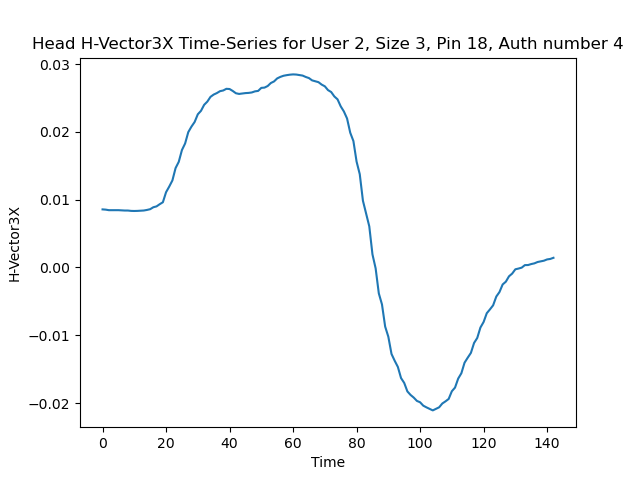 Head H-Vector3X Time-Series for User 2, Size 3, Pin 18, Auth number 4
0.03
0.02
0.01
0.00
−0.01
−0.02
H-Vector3X
0 20 40 60 80 100 120 140
Time